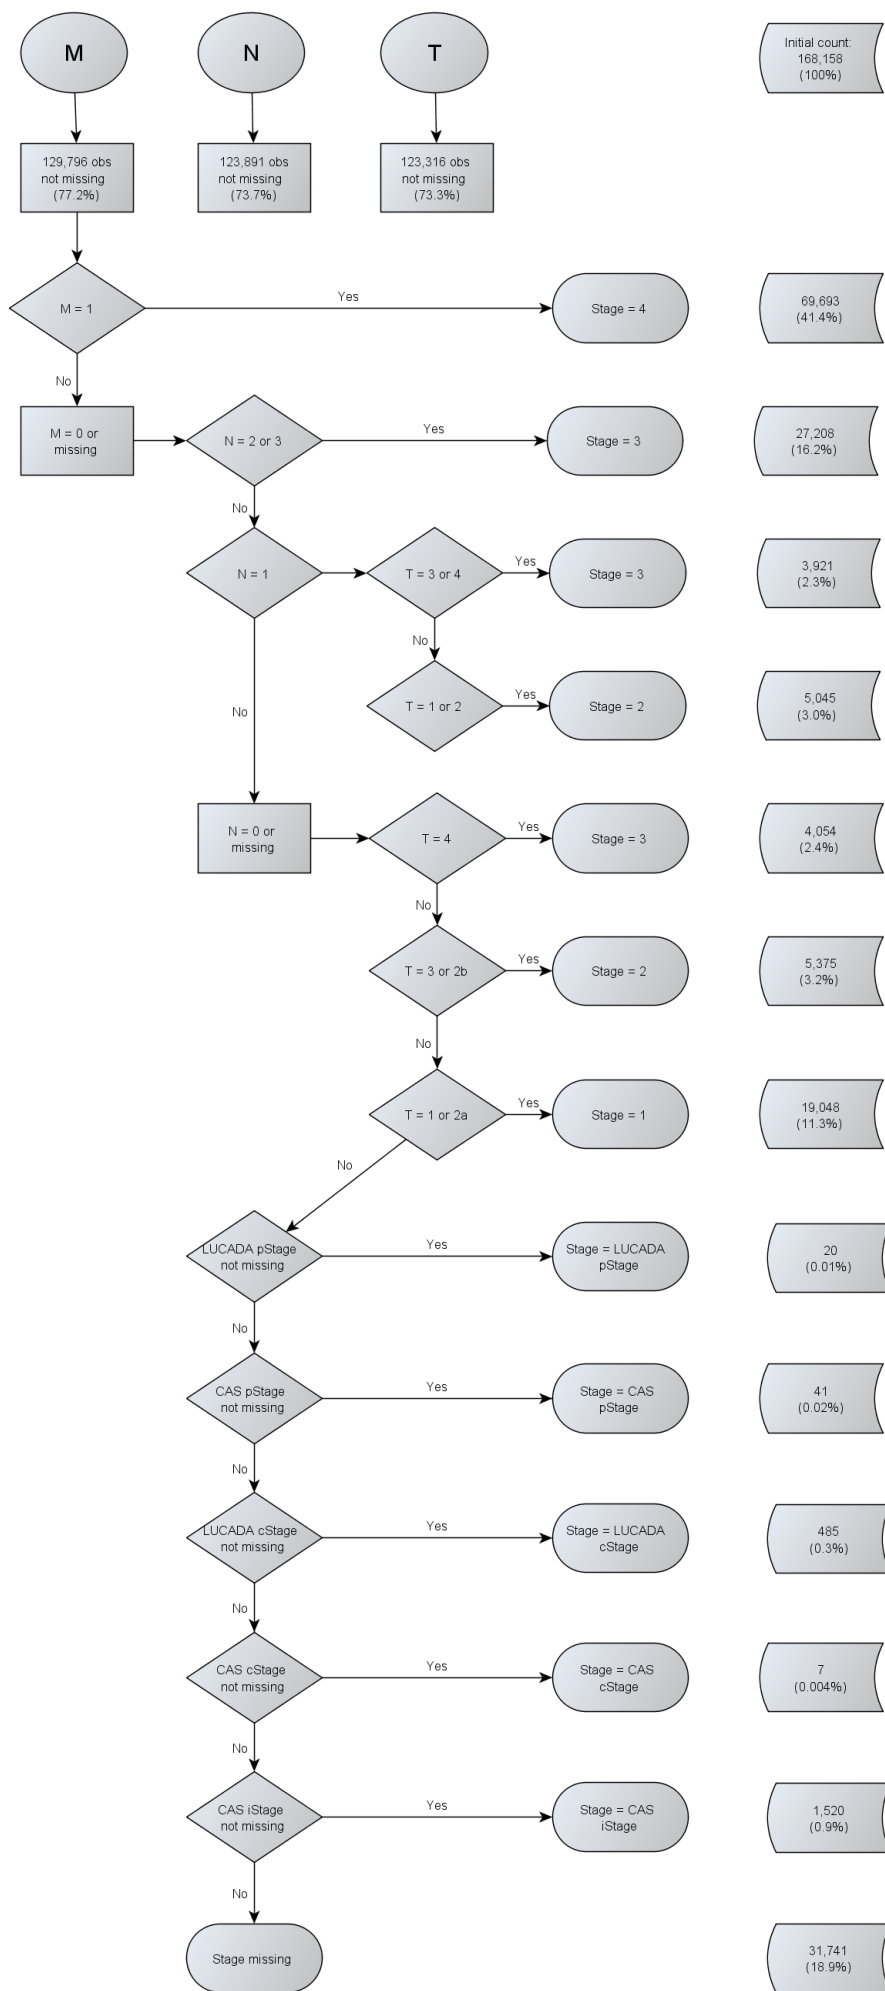 M
N
T
Initial count:
168,158
(100%)
129,796 obs
not missing
(77.2%)
123,891 obs
not missing
(73.7%)
123,316 obs
not missing
(73.3%)
M = 1
Yes
Stage = 4
69,693
(41.4%)
No
M = 0 or
missing
N = 2 or 3
Yes
Stage = 3
27,208
(16.2%)
No
N = 1
T = 3 or 4
Yes
Stage = 3
3,921
(2.3%)
No
T = 1 or 2
Yes
Stage = 2
5,045
(3.0%)
No
N = 0 or
missing
T = 4
Yes
Stage = 3
4,054
(2.4%)
No
T = 3 or 2b
Yes
Stage = 2
5,375
(3.2%)
No
T = 1 or 2a
Yes
Stage = 1
19,048
(11.3%)
No
LUCADA pStage
not missing
Yes
Stage = LUCADA
pStage
20
(0.01%)
No
CAS pStage
not missing
Yes
Stage = CAS
pStage
41
(0.02%)
No
LUCADA cStage
not missing
Yes
Stage = LUCADA
cStage
485
(0.3%)
No
CAS cStage
not missing
Yes
Stage = CAS
cStage
7
(0.004%)
No
CAS iStage
not missing
Yes
Stage = CAS
iStage
1,520
(0.9%)
No
Stage missing
31,741
(18.9%)